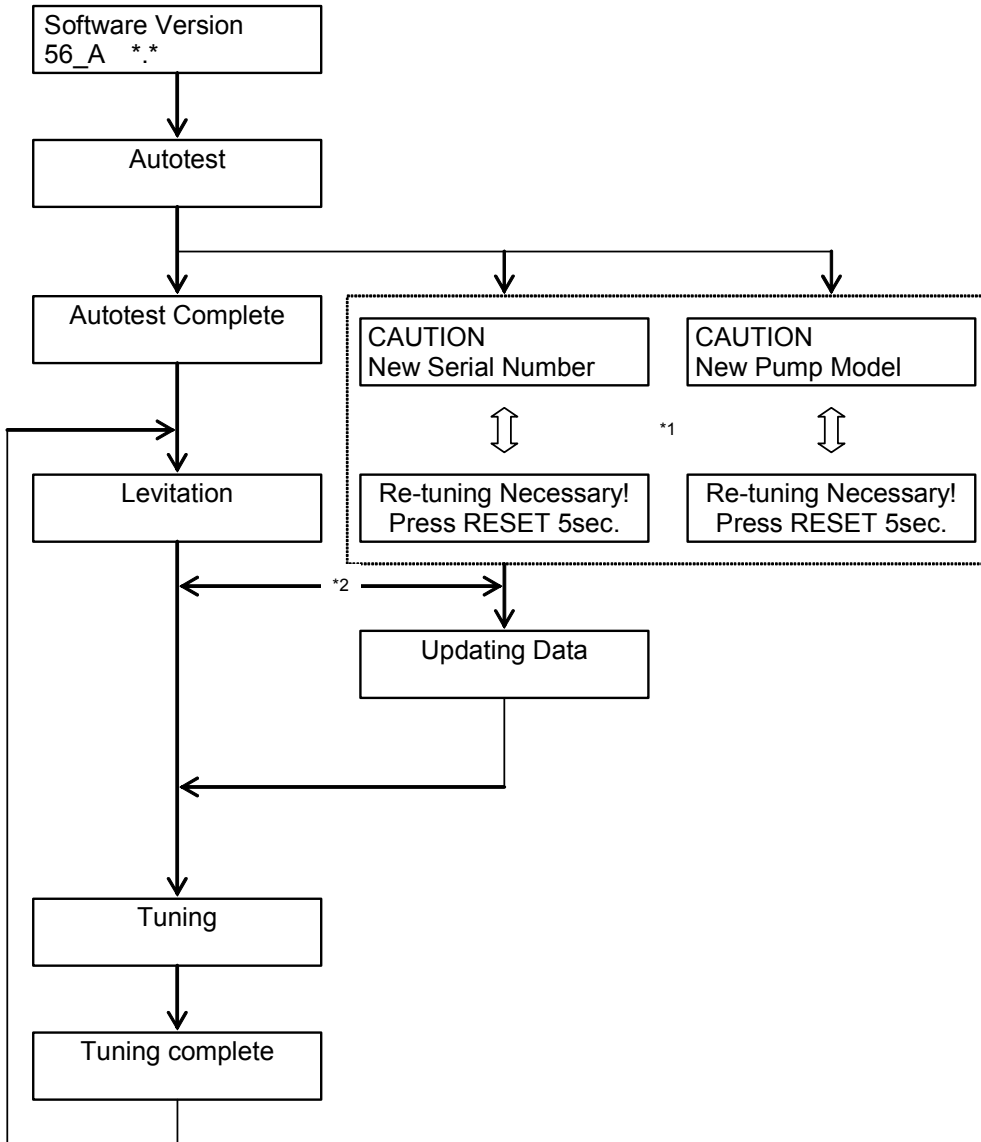 Software Version
56_A *.*
Autotest
Autotest Complete
CAUTION
New Serial Number
CAUTION
New Pump Model
*1
Levitation
Re-tuning Necessary!
Press RESET 5sec.
Re-tuning Necessary!
Press RESET 5sec.
*2
Updating Data
Tuning
Tuning complete